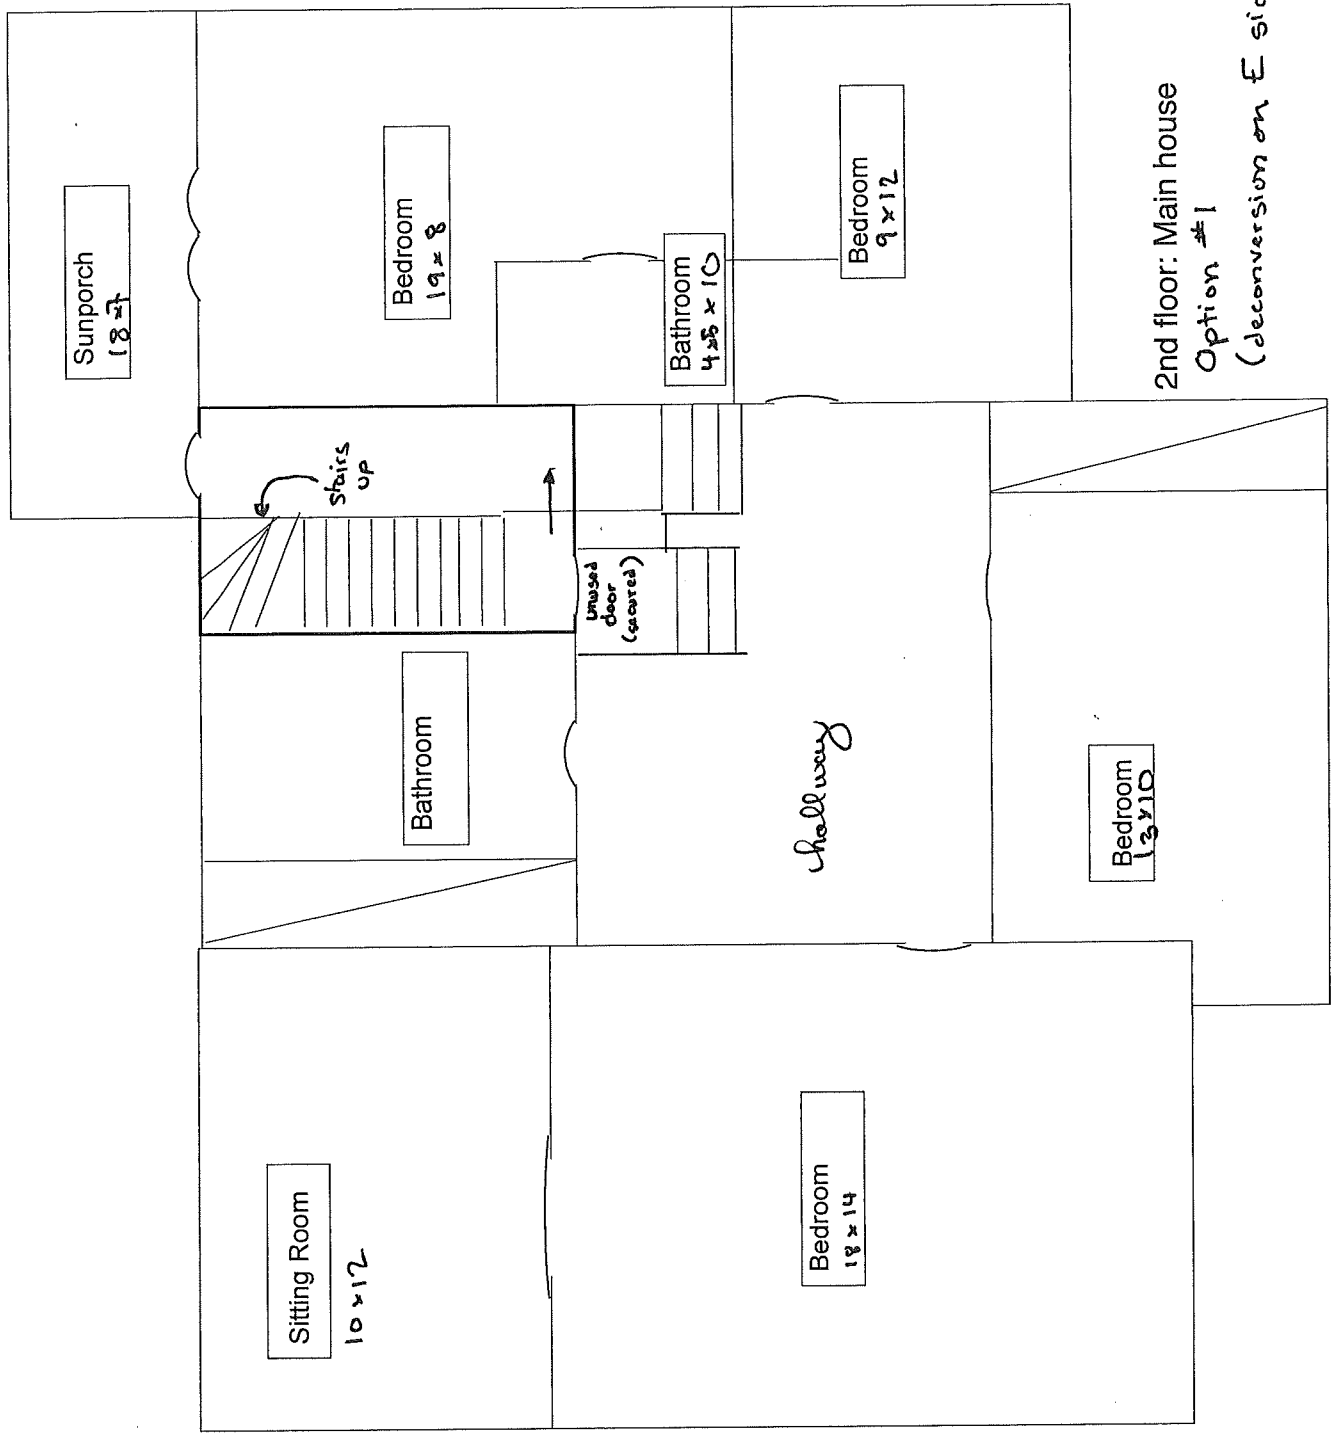 Sunporch
18x7
Bedroom
19x8
Bathroom
4x5 x 10
Bedroom
9x12
stairs
up
unused
door
(secured)
Bathroom
hallway
Bedroom
13x10
Sitting Room
10x12
Bedroom
18x14
2nd floor: Main house
Option #1
(deconversion on E